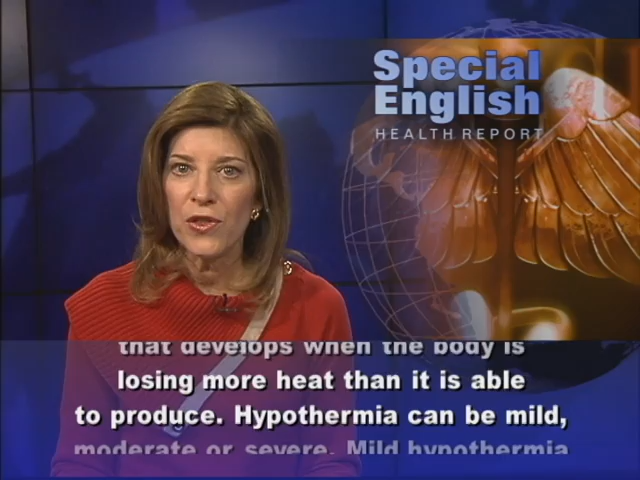 Special
English
HEALTH REPORT
that develops when the body is
losing more heat than it is able
to produce. Hypothermia can be mild,
moderate or severe. Mild hypothermia